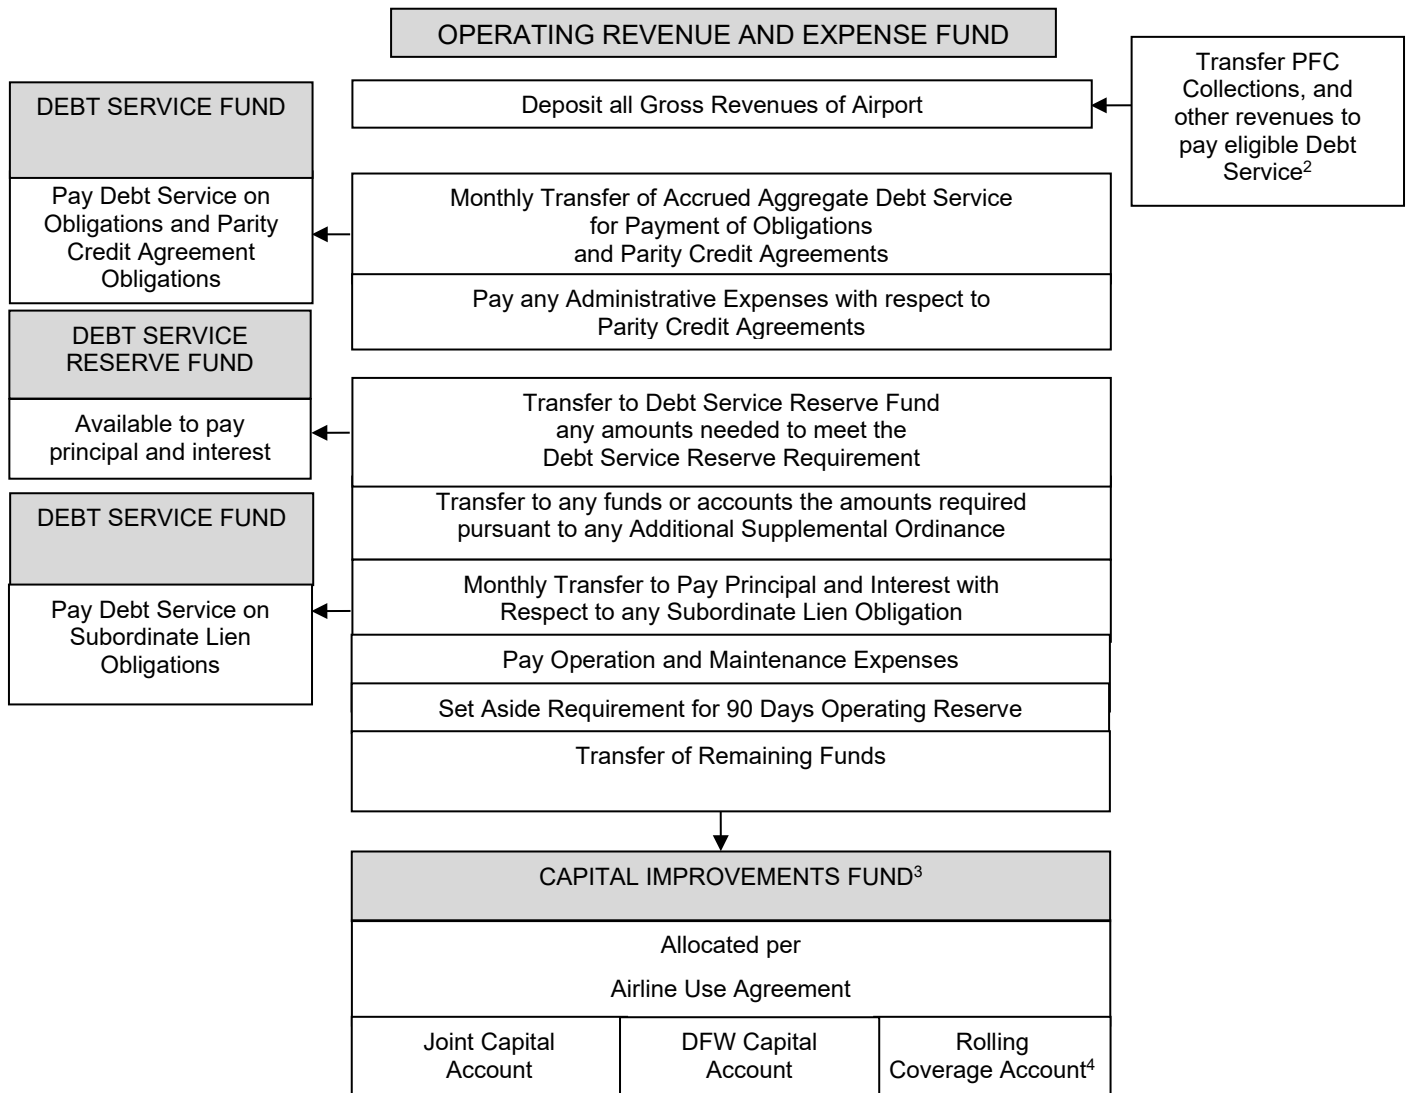 OPERATING REVENUE AND EXPENSE FUND
Transfer PFC
Collections, and
other revenues to
pay eligible Debt
Service²
Deposit all Gross Revenues of Airport
DEBT SERVICE FUND
Pay Debt Service on
Obligations and Parity
Credit Agreement
Obligations
Monthly Transfer of Accrued Aggregate Debt Service
for Payment of Obligations
and Parity Credit Agreements
Pay any Administrative Expenses with respect to
Parity Credit Agreements
DEBT SERVICE
RESERVE FUND
Available to pay
principal and interest
Transfer to Debt Service Reserve Fund
any amounts needed to meet the
Debt Service Reserve Requirement
Transfer to any funds or accounts the amounts required
pursuant to any Additional Supplemental Ordinance
DEBT SERVICE FUND
Pay Debt Service on
Subordinate Lien
Obligations
Monthly Transfer to Pay Principal and Interest with
Respect to any Subordinate Lien Obligation
Pay Operation and Maintenance Expenses
Set Aside Requirement for 90 Days Operating Reserve
Transfer of Remaining Funds
CAPITAL IMPROVEMENTS FUND³
Allocated per
Airline Use Agreement
Joint Capital
Account
DFW Capital
Account
Rolling
Coverage Account⁴